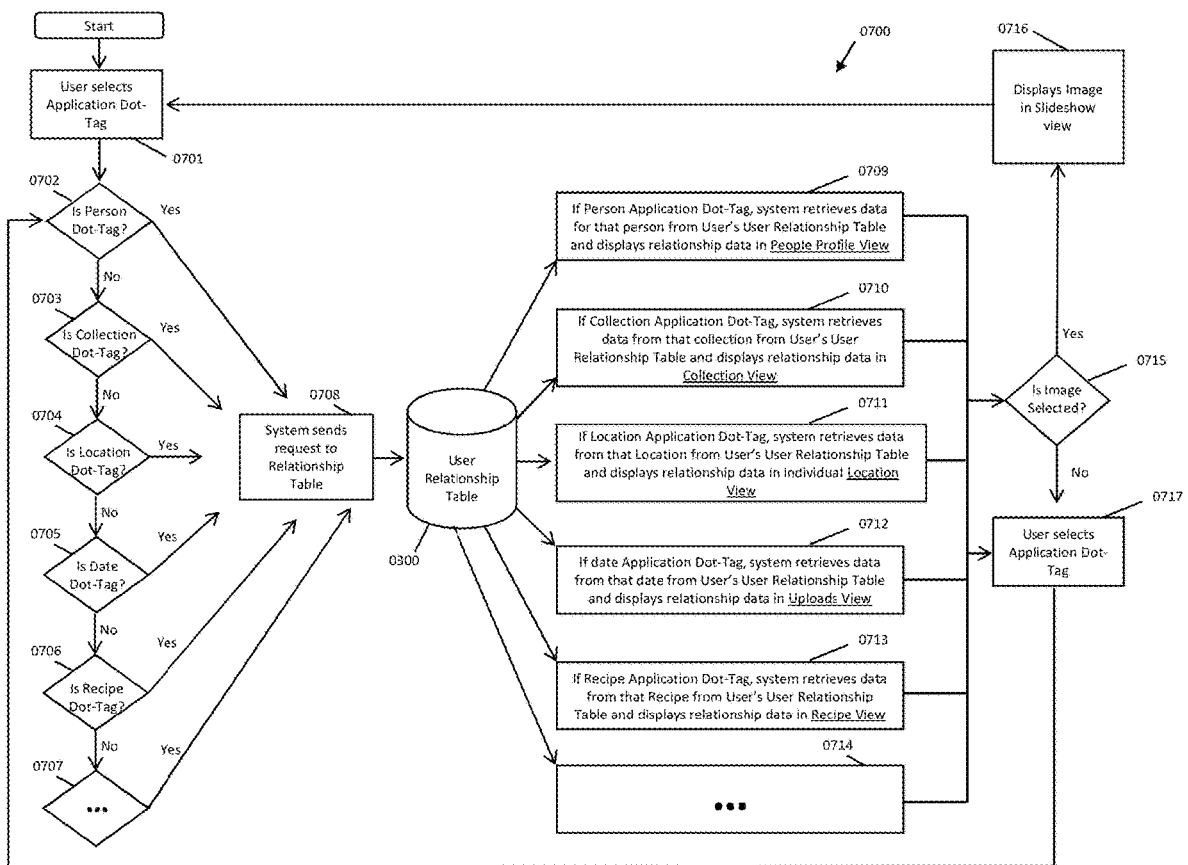 Start
0700
0716
User selects
Application Dot-
Tag
0701
Displays Image
in Slideshow
view
0702
Is Person
Dot-Tag?
Yes
No
0703
Is Collection
Dot-Tag?
Yes
No
0704
Is Location
Dot-Tag?
Yes
No
0705
Is Date
Dot-Tag?
Yes
No
0706
Is Recipe
Dot-Tag?
Yes
No
0707
...
Yes
0708
System sends
request to
Relationship
Table
User
Relationship
Table
0300
0709
If Person Application Dot-Tag, system retrieves data
for that person from User's User Relationship Table
and displays relationship data in People Profile View
0710
If Collection Application Dot-Tag, system retrieves
data from that collection from User's User
Relationship Table and displays relationship data in
Collection View
0711
If Location Application Dot-Tag, system retrieves data
from that Location from User's User Relationship Table
and displays relationship data in individual Location
View
0712
If date Application Dot-Tag, system retrieves data
from that date from User's User Relationship Table
and displays relationship data in Uploads View
0713
If Recipe Application Dot-Tag, system retrieves data
from that Recipe from User's User Relationship
Table and displays relationship data in Recipe View
0714
...
Yes
0715
Is Image
Selected?
No
0717
User selects
Application Dot-
Tag